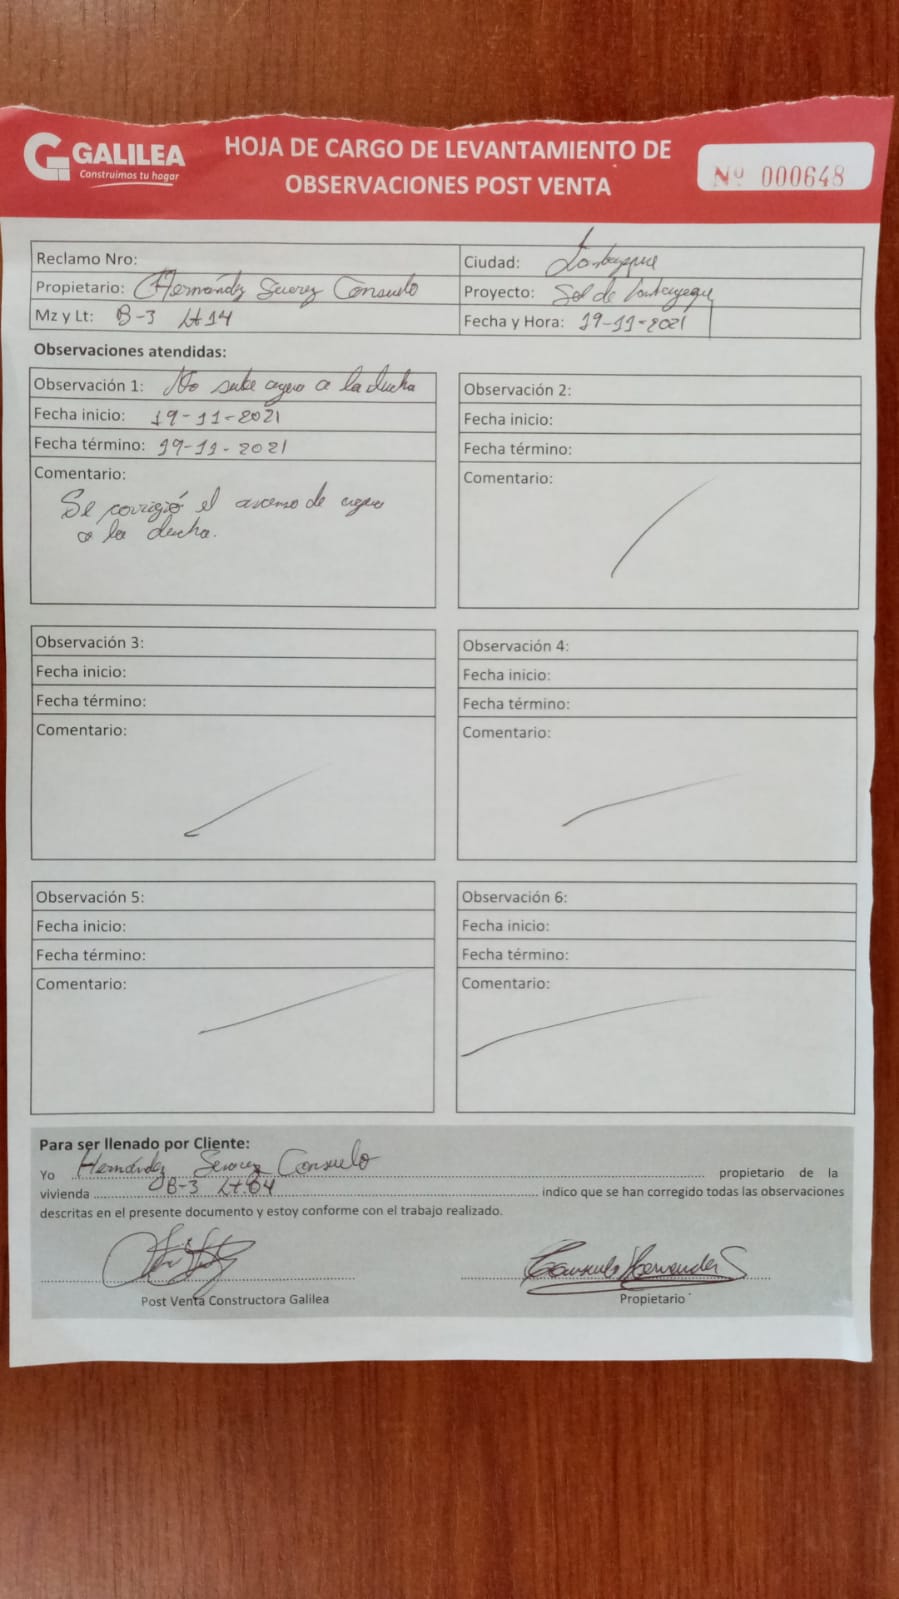 GALILEA
Construimos tu hogar
HOJA DE CARGO DE LEVANTAMIENTO DE
OBSERVACIONES POST VENTA
Nº 000648
Reclamo Nro:
Ciudad: Lambayeque
Propietario: Hernández Suarez Consuelo
Proyecto: Sol de Lambayeque
Mz y Lt: B-3 Lt 14
Fecha y Hora: 19-11-2021
Observaciones atendidas:
Observación 1: No sube agua a la ducha
Fecha inicio: 19-11-2021
Fecha término: 19-11-2021
Comentario:
Se corrigió el ascenso de agua
a la ducha.
Observación 2:
Fecha inicio:
Fecha término:
Comentario:
Observación 3:
Fecha inicio:
Fecha término:
Comentario:
Observación 4:
Fecha inicio:
Fecha término:
Comentario:
Observación 5:
Fecha inicio:
Fecha término:
Comentario:
Observación 6:
Fecha inicio:
Fecha término:
Comentario:
Para ser llenado por Cliente:
Yo Hernández Suarez Consuelo propietario de la
vivienda B-3 Lt. indico que se han corregido todas las observaciones
descritas en el presente documento y estoy conforme con el trabajo realizado.
Consuelo Hernandez S
Post Venta Constructora Galilea
Propietario